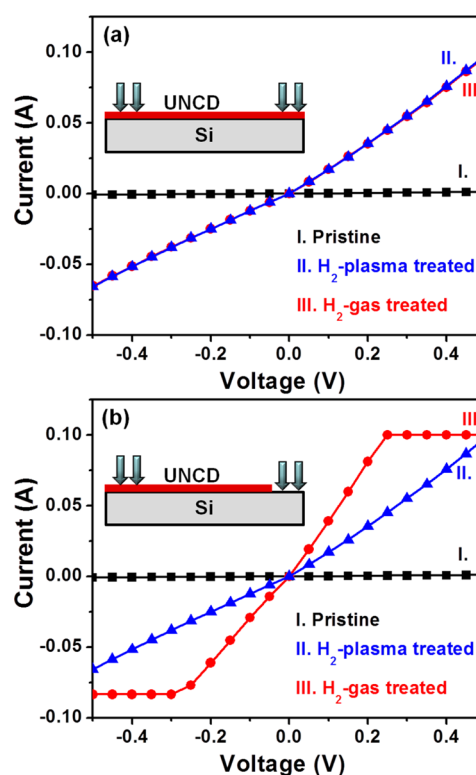 (a)
II.
III
UNCD
Si
I.
I. Pristine
II. H2-plasma treated
III. H2-gas treated
Current (A)
0.10
0.05
0.00
-0.05
-0.10
-0.4 -0.2 0.0 0.2 0.4
Voltage (V)
(b)
III
II.
UNCD
Si
I.
I. Pristine
II. H2-plasma treated
III. H2-gas treated
Current (A)
0.10
0.05
0.00
-0.05
-0.10
-0.4 -0.2 0.0 0.2 0.4
Voltage (V)